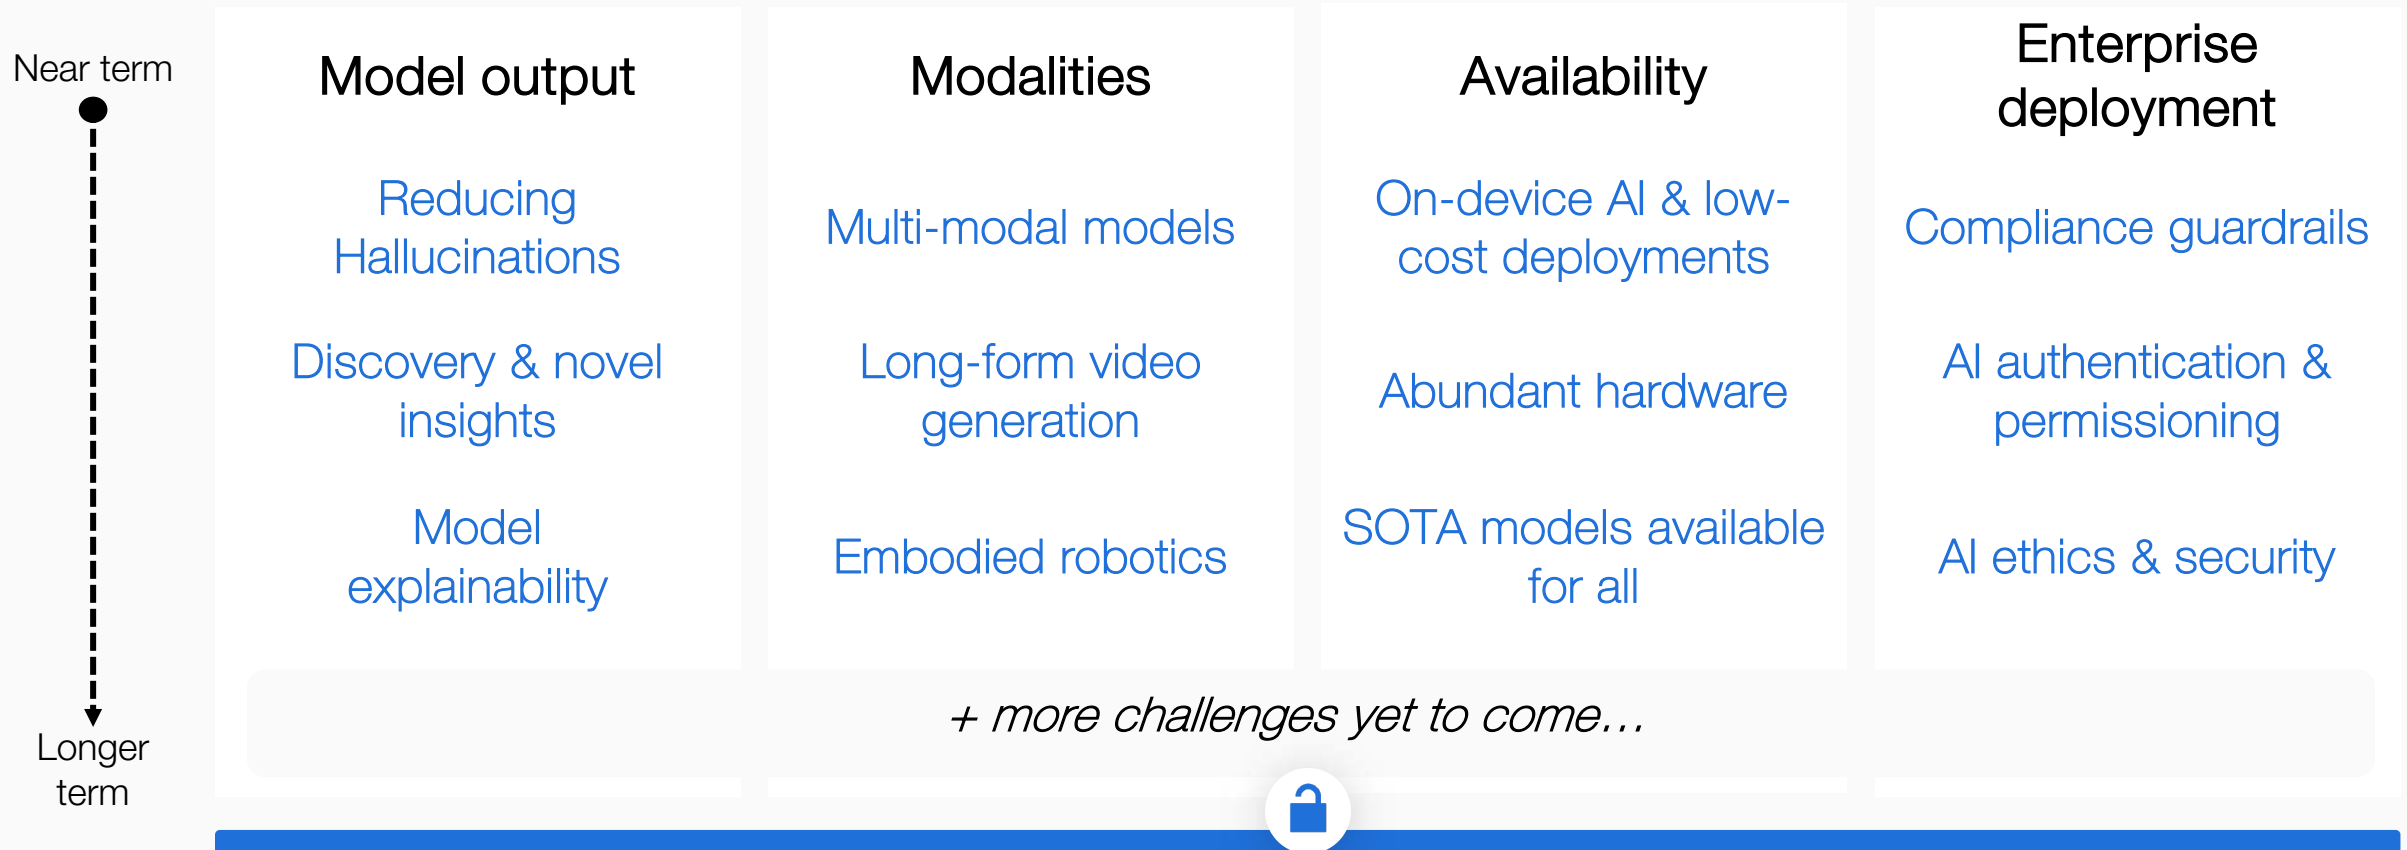 Near term
Longer
term
Model output
Reducing
Hallucinations
Discovery & novel
insights
Model
explainability
Modalities
Multi-modal models
Long-form video
generation
Embodied robotics
Availability
On-device AI & low-
cost deployments
Abundant hardware
SOTA models available
for all
Enterprise
deployment
Compliance guardrails
AI authentication &
permissioning
AI ethics & security
+ more challenges yet to come...